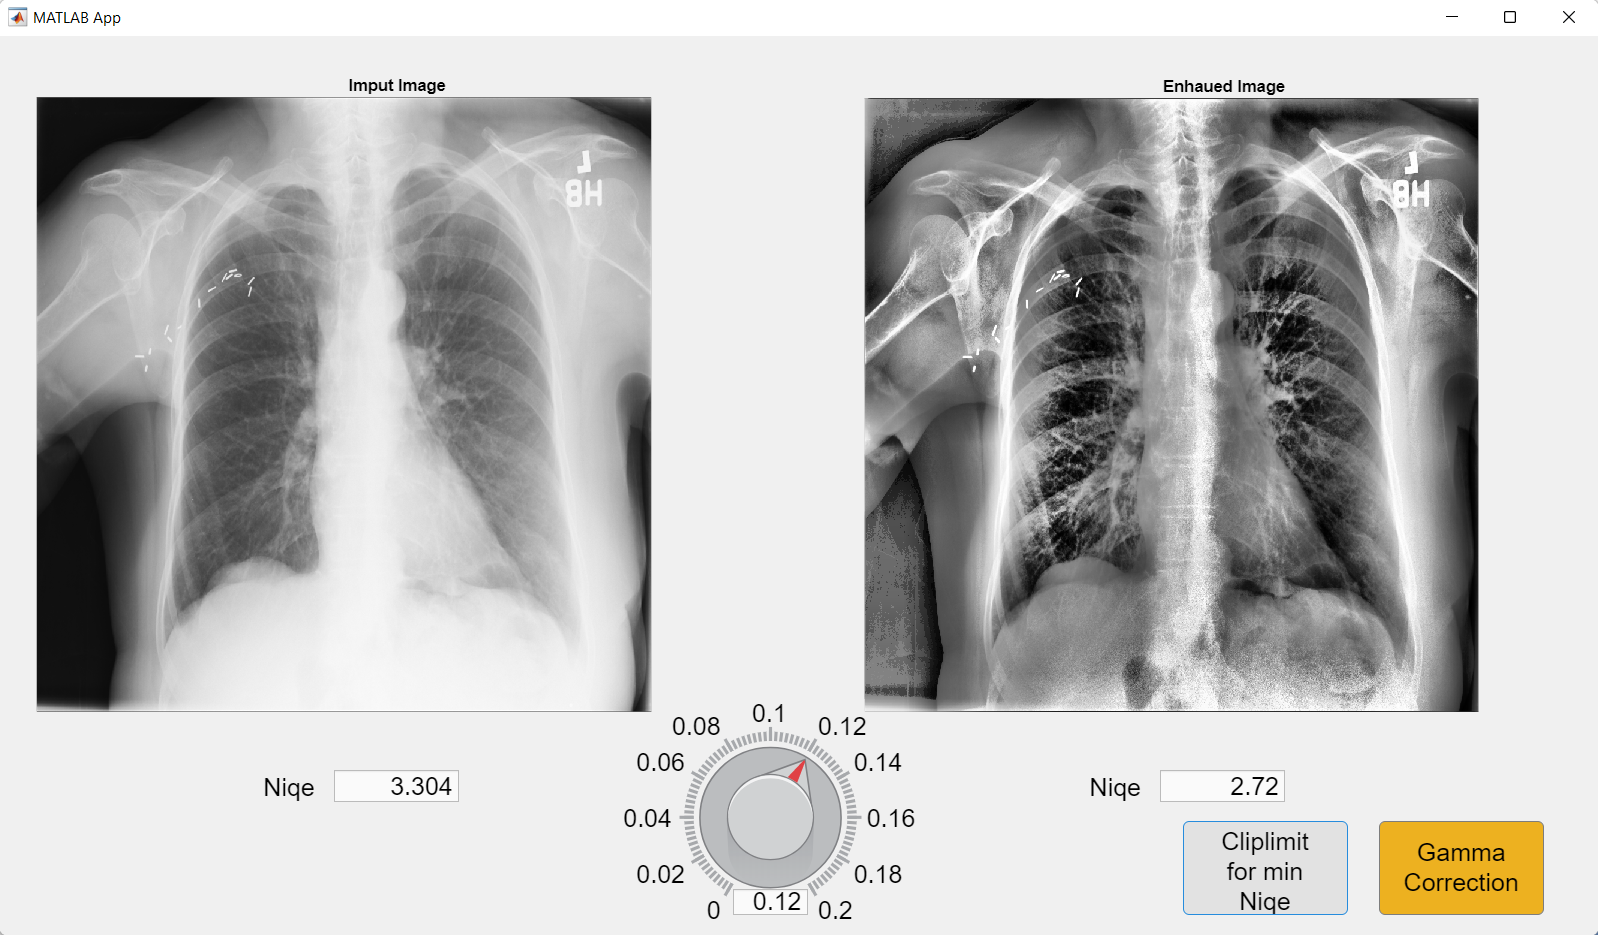 MATLAB App
Imput Image
Enhaued Image
L
HB
L
HB
0.1
0.08
0.12
0.06
0.14
0.04
0.16
0.02
0.18
0
0.12
0.2
Niqe
3.304
Niqe
2.72
Cliplimit
for min
Niqe
Gamma
Correction